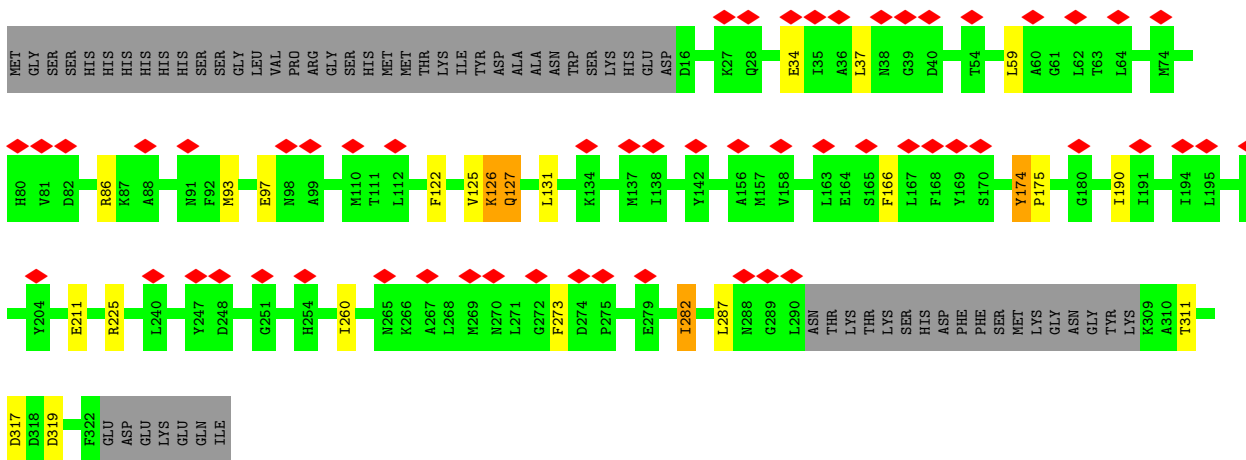 MET GLY SER SER HIS HIS HIS HIS HIS HIS SER SER GLY LEU VAL PRO ARG GLY SER HIS MET MET THR LYS ILE TYR ASP ALA ALA ASN TRP SER LYS HIS GLU ASP D16 K27 Q28 E34 I35 A36 L37 N38 G39 D40 T54 L59 A60 G61 L62 T63 L64 M74
H80 V81 D82 R86 K87 A88 N91 F92 M93 E97 N98 A99 M110 T111 L112 F122 V125 K126 Q127 L131 K134 M137 I138 Y142 A156 M157 V158 L163 E164 S165 F166 L167 F168 Y169 S170 Y174 P175 G180 I190 I191 I194 L195
Y204 E211 R225 L240 Y247 D248 G251 H254 I260 N265 K266 A267 L268 M269 N270 L271 G272 F273 D274 P275 E279 I282 L287 N288 G289 L290 ASN THR LYS THR LYS SER HIS ASP PHE PHE SER MET LYS GLY ASN GLY TYR LYS K309 A310 T311
D317 D318 D319 F322 GLU ASP GLU LYS GLU GLN ILE